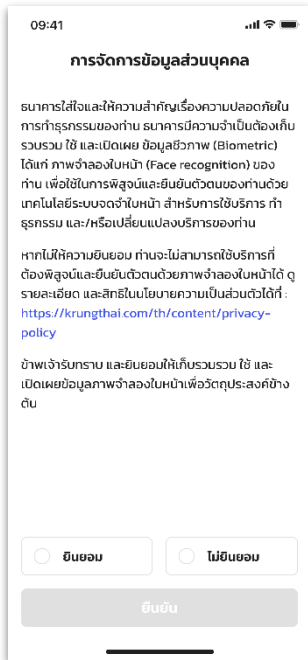 09:41
การจัดการข้อมูลส่วนบุคคล
ธนาคารใส่ใจและให้ความสำคัญเรื่องความปลอดภัยใน
การทำธุรกรรมของท่าน ธนาคารมีความจำเป็นต้องเก็บ
รวบรวม ใช้ และเปิดเผย ข้อมูลชีวภาพ (Biometric)
ได้แก่ ภาพจำลองใบหน้า (Face recognition) ของ
ท่าน เพื่อใช้ในการพิสูจน์และยืนยันตัวตนของท่านด้วย
เทคโนโลยีระบบจดจำใบหน้า สำหรับการใช้บริการ ทำ
ธุรกรรม และ/หรือเปลี่ยนแปลงบริการของท่าน
หากไม่ให้ความยินยอม ท่านจะไม่สามารถใช้บริการที่
ต้องพิสูจน์และยืนยันตัวตนด้วยภาพจำลองใบหน้าได้ ดู
รายละเอียด และสิทธิในนโยบายความเป็นส่วนตัวได้ที่ :
https://krungthai.com/th/content/privacy-
policy
ข้าพเจ้ารับทราบ และยินยอมให้เก็บรวมรวม ใช้ และ
เปิดเผยข้อมูลภาพจำลองใบหน้าเพื่อวัตถุประสงค์ข้าง
ต้น
ยินยอม ไม่ยินยอม
ยืนยัน